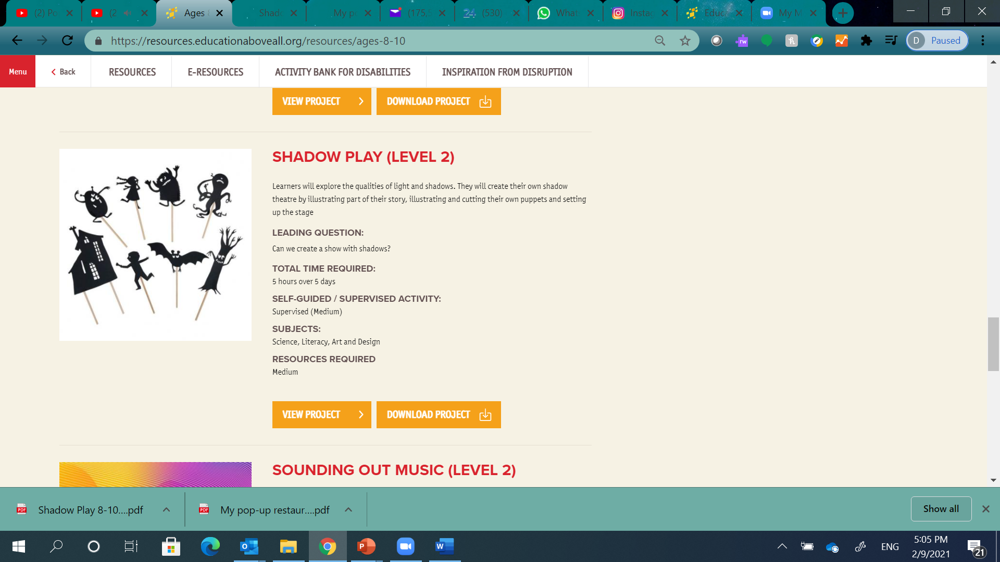 (2) Po
(2
Ages
Shad
My p
(175,5
(530)
What
Insta
Educ
My M
https://resources.educationaboveall.org/resources/ages-8-10
D Paused
Menu
Back
RESOURCES
E-RESOURCES
ACTIVITY BANK FOR DISABILITIES
INSPIRATION FROM DISRUPTION
VIEW PROJECT
DOWNLOAD PROJECT
SHADOW PLAY (LEVEL 2)
Learners will explore the qualities of light and shadows. They will create their own shadow
theatre by illustrating part of their story, illustrating and cutting their own puppets and setting
up the stage
LEADING QUESTION:
Can we create a show with shadows?
TOTAL TIME REQUIRED:
5 hours over 5 days
SELF-GUIDED / SUPERVISED ACTIVITY:
Supervised (Medium)
SUBJECTS:
Science, Literacy, Art and Design
RESOURCES REQUIRED
Medium
VIEW PROJECT
DOWNLOAD PROJECT
SOUNDING OUT MUSIC (LEVEL 2)
Shadow Play 8-10....pdf
My pop-up restaur....pdf
Show all
ENG
5:05 PM
2/9/2021
21